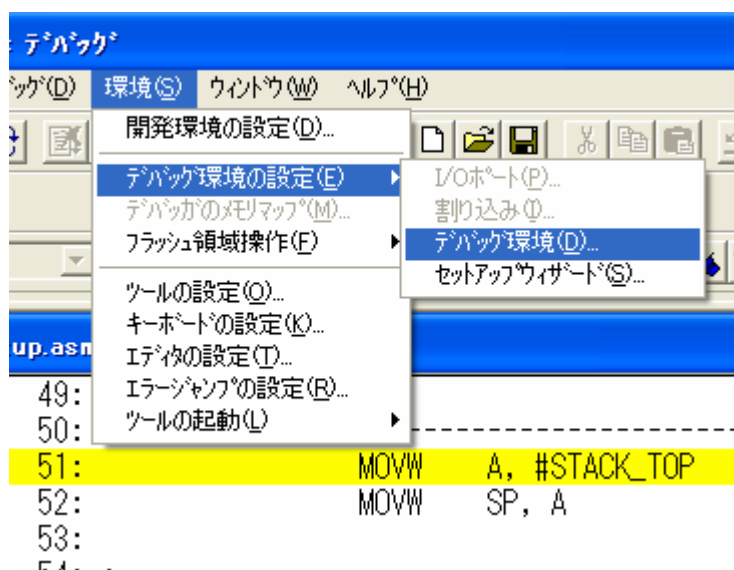 : ﾃﾞﾊﾞｯｸﾞ
ﾞｯｸﾞ(D) 環境(S) ｳｨﾝﾄﾞｳ(W) ﾍﾙﾌﾟ(H)
開発環境の設定(D)...
ﾃﾞﾊﾞｯｸﾞ環境の設定(E)
ﾃﾞﾊﾞｯｶﾞのﾒﾓﾘﾏｯﾌﾟ(M)...
ﾌﾗｯｼｭ領域操作(F)
ﾂｰﾙの設定(O)...
ｷｰﾎﾞｰﾄﾞの設定(K)...
ｴﾃﾞｨﾀの設定(T)...
ｴﾗｰｼﾞｬﾝﾌﾟの設定(R)...
ﾂｰﾙの起動(L)
I/Oﾎﾟｰﾄ(P)...
割り込み(I)...
ﾃﾞﾊﾞｯｸﾞ環境(D)...
ｾｯﾄｱｯﾌﾟｳｨｻﾞｰﾄﾞ(S)...
up.asm
49:
50: --------------------
51: MOVW A, #STACK_TOP
52: MOVW SP, A
53:
54: ;